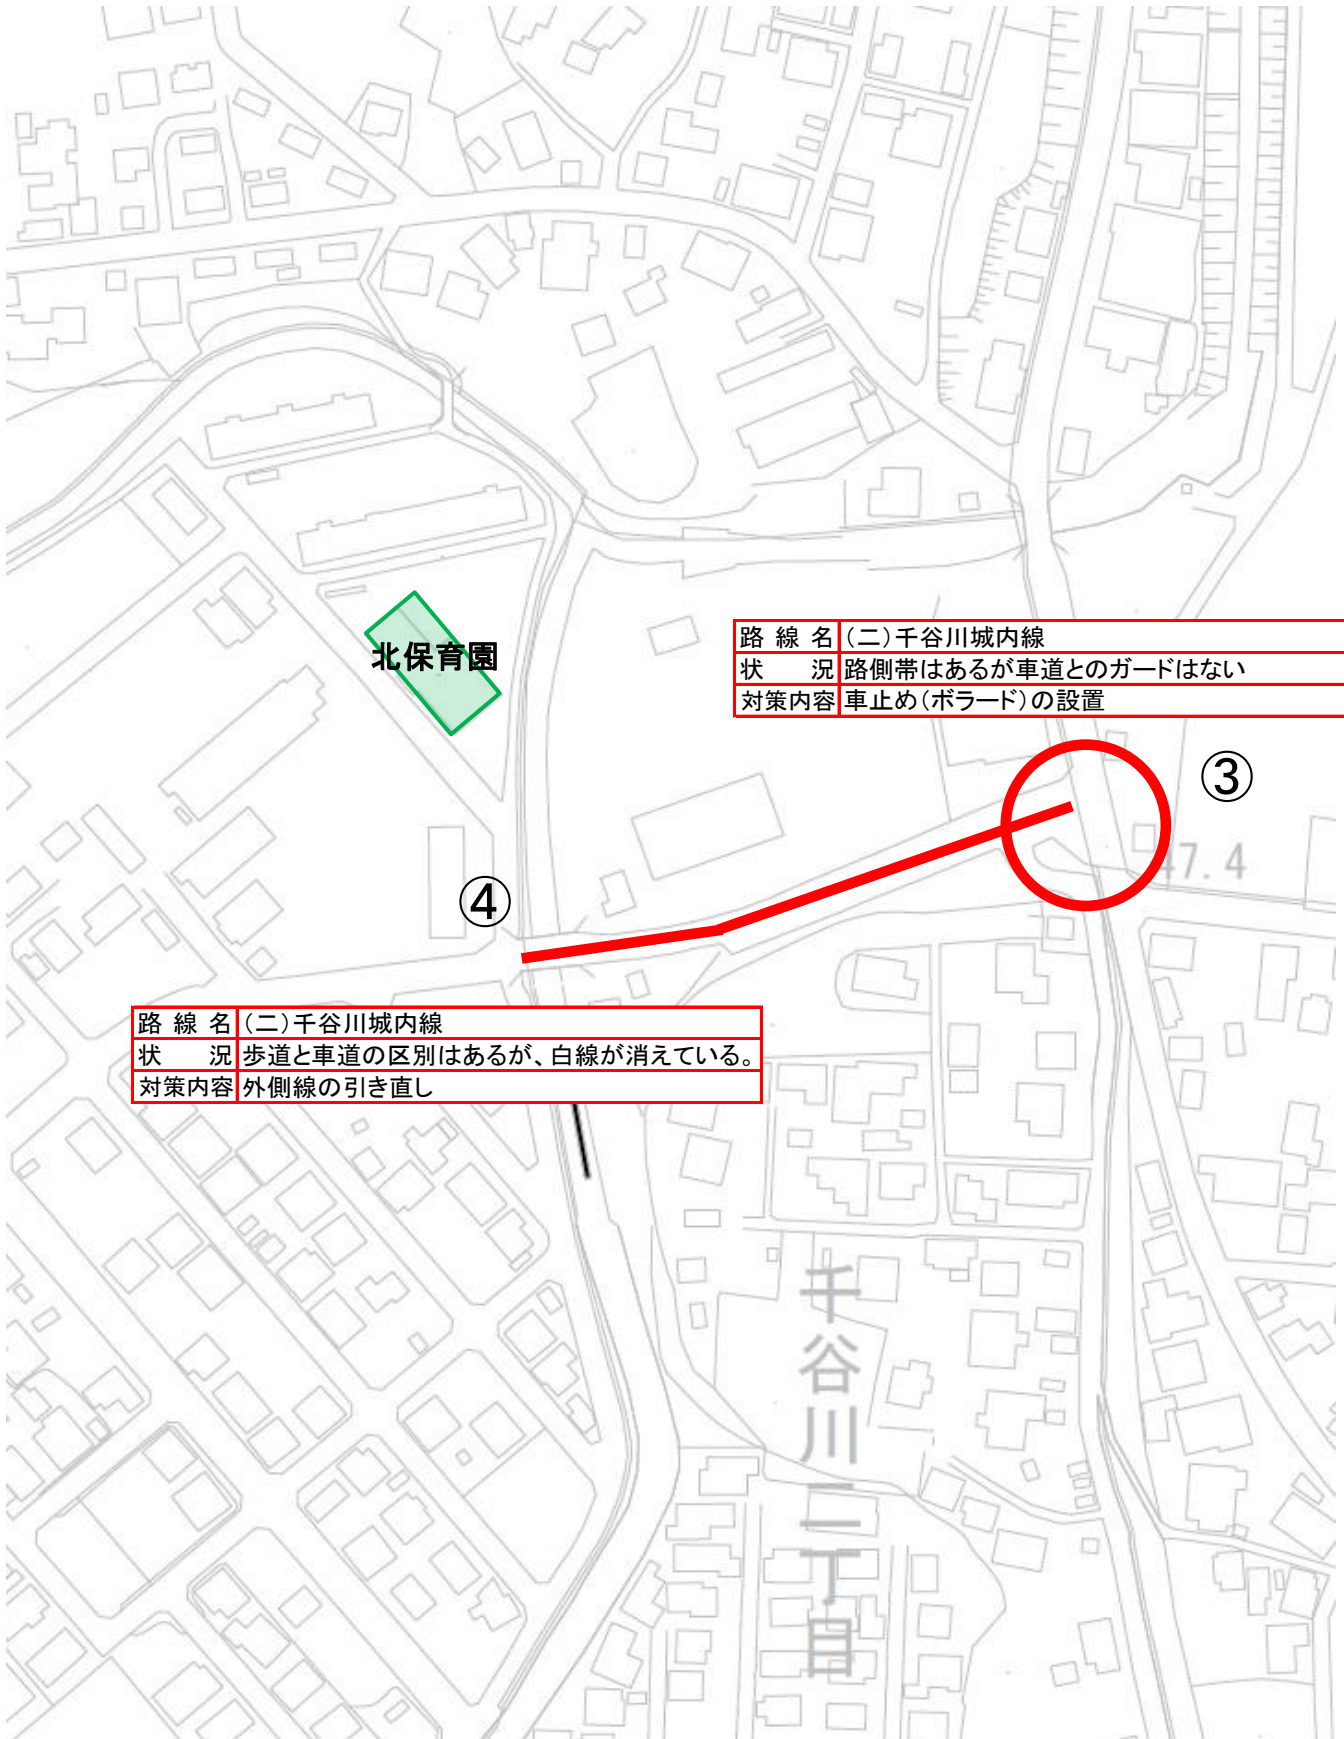 北保育園
路線名 (二)千谷川城内線
状況 路側帯はあるが車道とのガードはない
対策内容 車止め(ボラード)の設置
③
47.4
④
路線名 (二)千谷川城内線
状況 歩道と車道の区別はあるが、白線が消えている。
対策内容 外側線の引き直し
千谷川二丁目